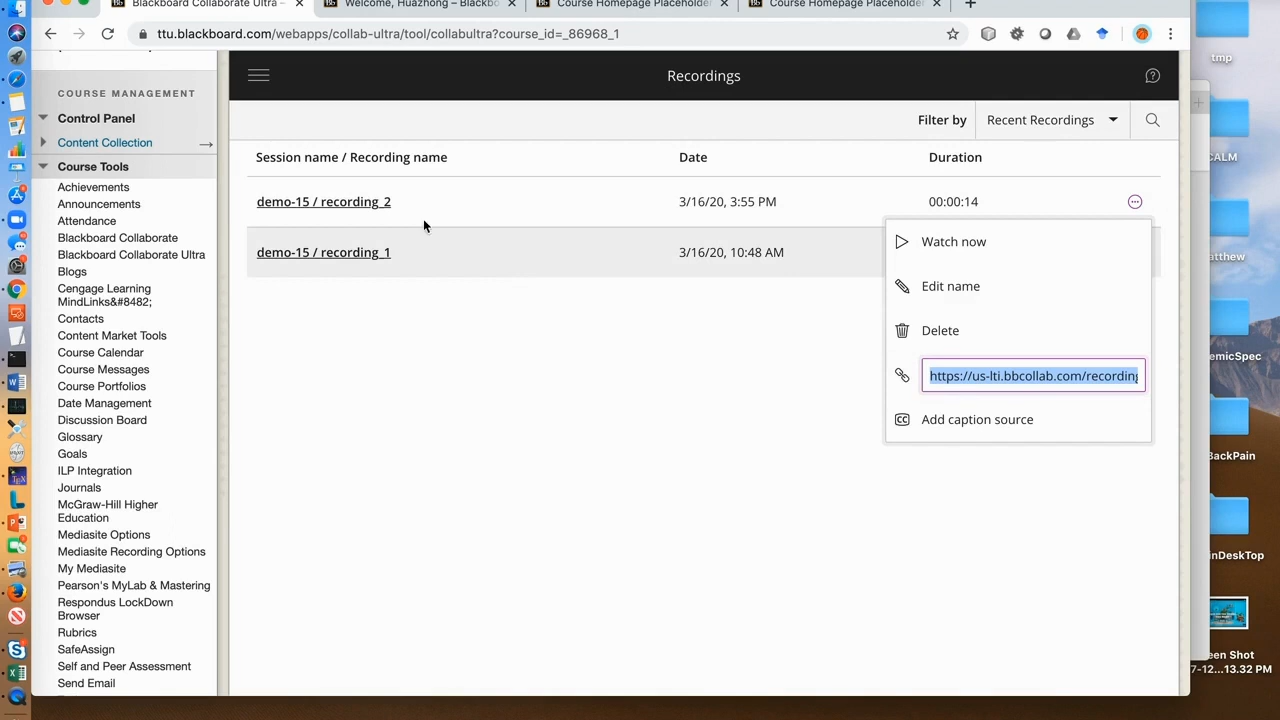 Blackboard Collaborate Ultra –
Welcome, Huazhong – Blackbo
Course Homepage Placeholder
Course Homepage Placeholder
ttu.blackboard.com/webapps/collab-ultra/tool/collabultra?course_id=_86968_1
tmp
CALM
atthew
emicSpec
BackPain
inDeskTop
een Shot
7-12...13.32 PM
COURSE MANAGEMENT
Control Panel
Content Collection
Course Tools
Achievements
Announcements
Attendance
Blackboard Collaborate
Blackboard Collaborate Ultra
Blogs
Cengage Learning
MindLinks&#8482;
Contacts
Content Market Tools
Course Calendar
Course Messages
Course Portfolios
Date Management
Discussion Board
Glossary
Goals
ILP Integration
Journals
McGraw-Hill Higher
Education
Mediasite Options
Mediasite Recording Options
My Mediasite
Pearson's MyLab & Mastering
Respondus LockDown
Browser
Rubrics
SafeAssign
Self and Peer Assessment
Send Email
Recordings
Filter by
Recent Recordings
Session name / Recording name
Date
Duration
demo-15 / recording_2
3/16/20, 3:55 PM
00:00:14
demo-15 / recording_1
3/16/20, 10:48 AM
Watch now
Edit name
Delete
https://us-lti.bbcollab.com/recording
CC Add caption source